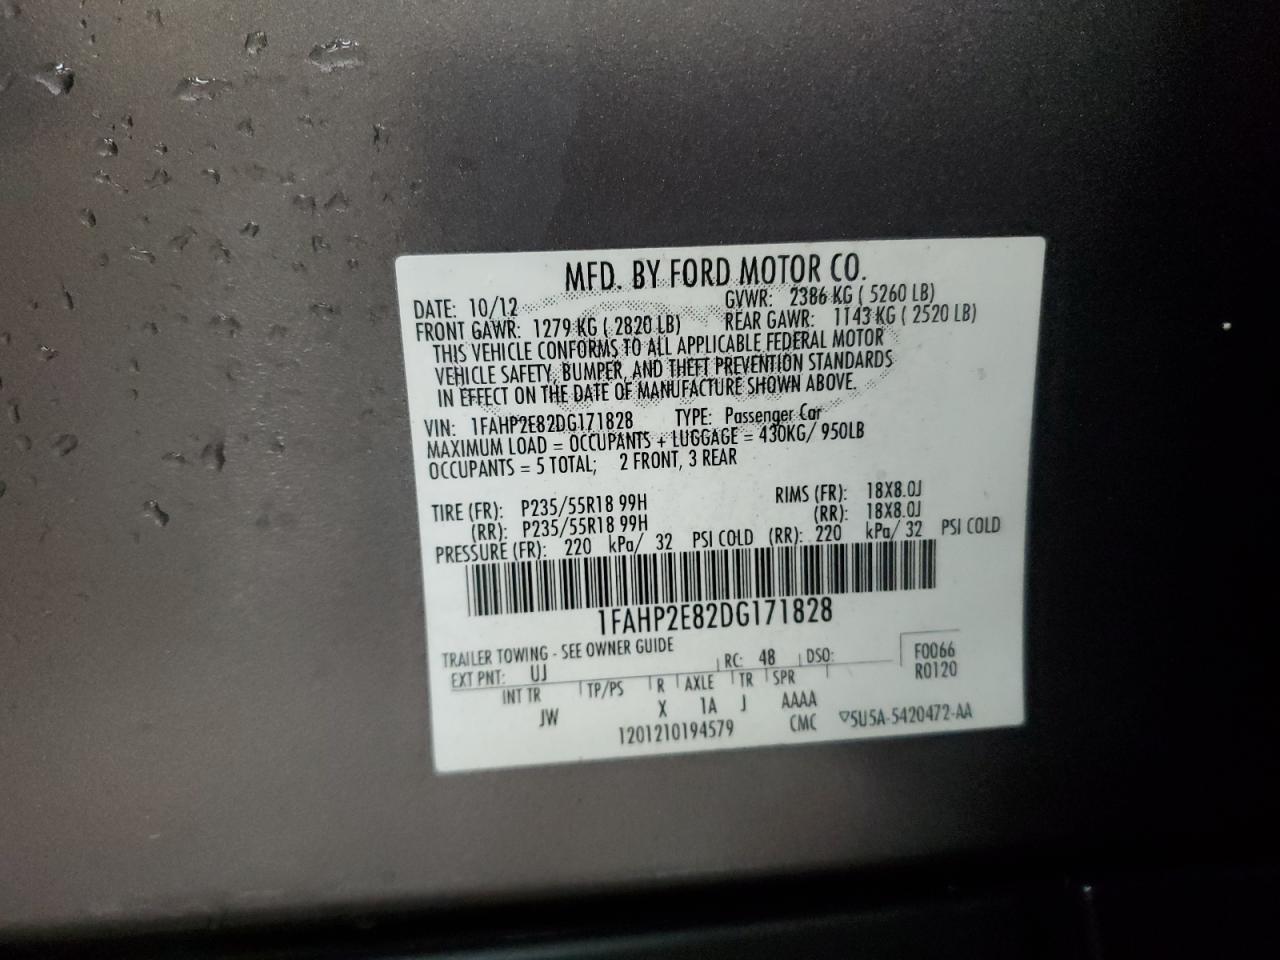 MFD. BY FORD MOTOR CO.
DATE: 10/12 GVWR: 2386 KG ( 5260 LB)
FRONT GAWR: 1279 KG ( 2820 LB) REAR GAWR: 1143 KG ( 2520 LB)
THIS VEHICLE CONFORMS TO ALL APPLICABLE FEDERAL MOTOR
VEHICLE SAFETY, BUMPER, AND THEFT PREVENTION STANDARDS
IN EFFECT ON THE DATE OF MANUFACTURE SHOWN ABOVE.
VIN: 1FAHP2E82DG171828 TYPE: Passenger Car
MAXIMUM LOAD = OCCUPANTS + LUGGAGE = 430KG/ 950LB
OCCUPANTS = 5 TOTAL; 2 FRONT, 3 REAR
TIRE (FR): P235/55R18 99H RIMS (FR): 18X8.0J
(RR): P235/55R18 99H (RR): 18X8.0J
PRESSURE (FR): 220 kPa/ 32 PSI COLD (RR): 220 kPa/ 32 PSI COLD
1FAHP2E82DG171828
TRAILER TOWING - SEE OWNER GUIDE
EXT PNT: UJ RC: 48 DSO: F0066
INT TR TP/PS R AXLE TR SPR R0120
JW X 1A J AAAA
1201210194579 CMC ▽5U5A-5420472-AA